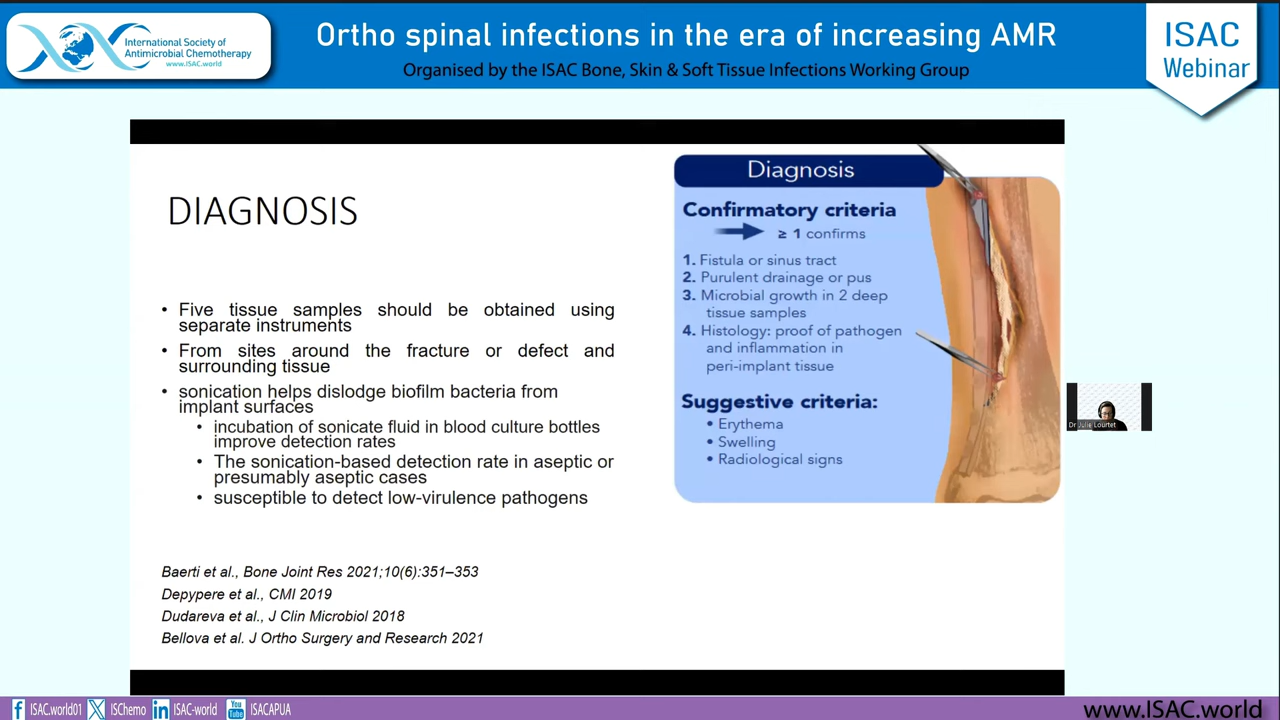 International Society of
Antimicrobial Chemotherapy
www.ISAC.world
Ortho spinal infections in the era of increasing AMR
Organised by the ISAC Bone, Skin & Soft Tissue Infections Working Group
ISAC
Webinar
DIAGNOSIS
• Five tissue samples should be obtained using
separate instruments
• From sites around the fracture or defect and
surrounding tissue
• sonication helps dislodge biofilm bacteria from
implant surfaces
• incubation of sonicate fluid in blood culture bottles
improve detection rates
• The sonication-based detection rate in aseptic or
presumably aseptic cases
• susceptible to detect low-virulence pathogens
Baerti et al., Bone Joint Res 2021;10(6):351–353
Depypere et al., CMI 2019
Dudareva et al., J Clin Microbiol 2018
Bellova et al. J Ortho Surgery and Research 2021
Diagnosis
Confirmatory criteria
≥ 1 confirms
1. Fistula or sinus tract
2. Purulent drainage or pus
3. Microbial growth in 2 deep
tissue samples
4. Histology: proof of pathogen
and inflammation in
peri-implant tissue
Suggestive criteria:
• Erythema
• Swelling
• Radiological signs
Dr Julie Lourtet
f ISAC.world01 X ISChemo in ISAC-world You Tube ISACAPUA
www.ISAC.world